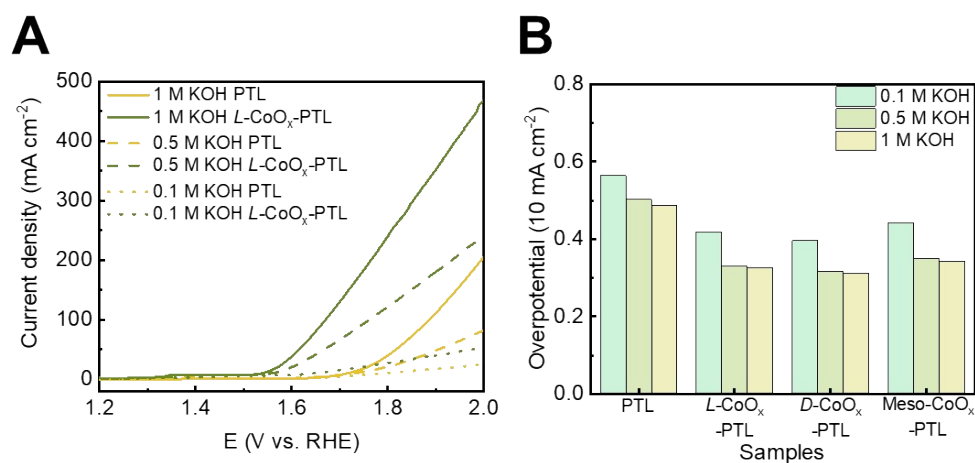 A
Current density (mA cm⁻²)
500
400
300
200
100
0
1 M KOH PTL
1 M KOH L-CoOₓ-PTL
0.5 M KOH PTL
0.5 M KOH L-CoOₓ-PTL
0.1 M KOH PTL
0.1 M KOH L-CoOₓ-PTL
1.2 1.4 1.6 1.8 2.0
E (V vs. RHE)
B
Overpotential (10 mA cm⁻²)
0.8
0.6
0.4
0.2
0.0
0.1 M KOH
0.5 M KOH
1 M KOH
PTL L-CoOₓ D-CoOₓ Meso-CoOₓ
-PTL -PTL -PTL
Samples